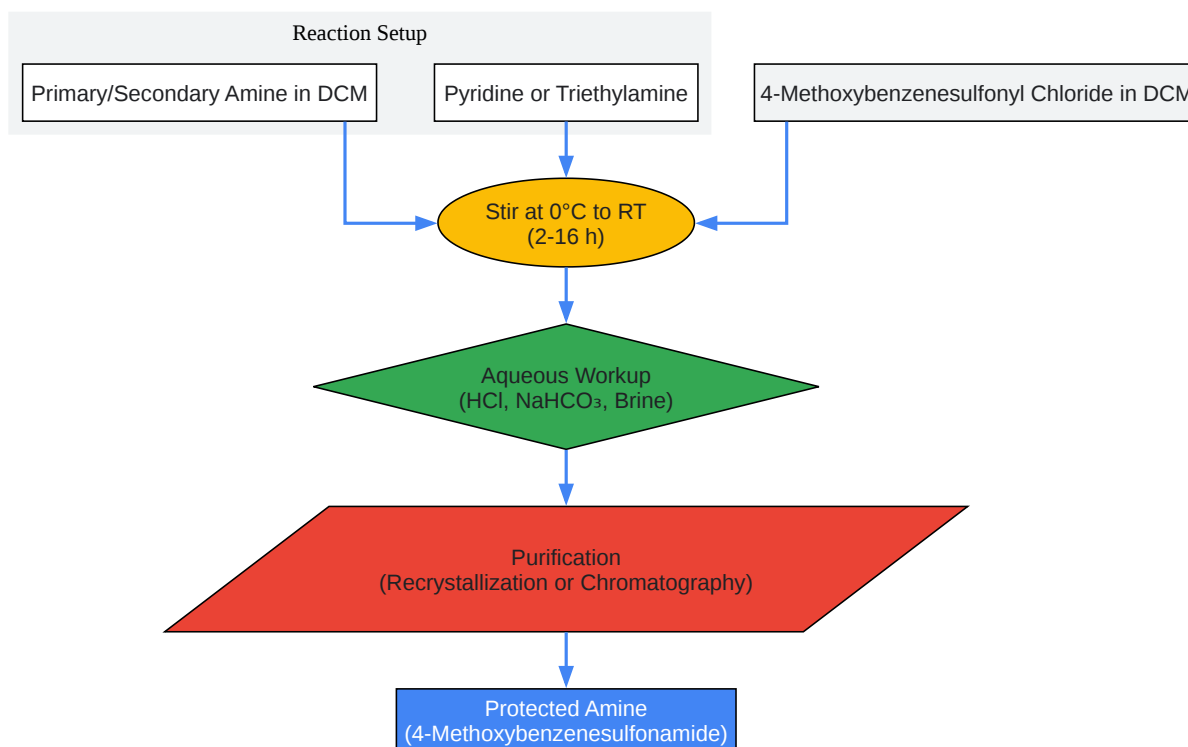 Reaction Setup
Primary/Secondary Amine in DCM
Pyridine or Triethylamine
4-Methoxybenzenesulfonyl Chloride in DCM
Stir at 0°C to RT
(2-16 h)
Aqueous Workup
(HCl, NaHCO₃, Brine)
Purification
(Recrystallization or Chromatography)
Protected Amine
(4-Methoxybenzenesulfonamide)